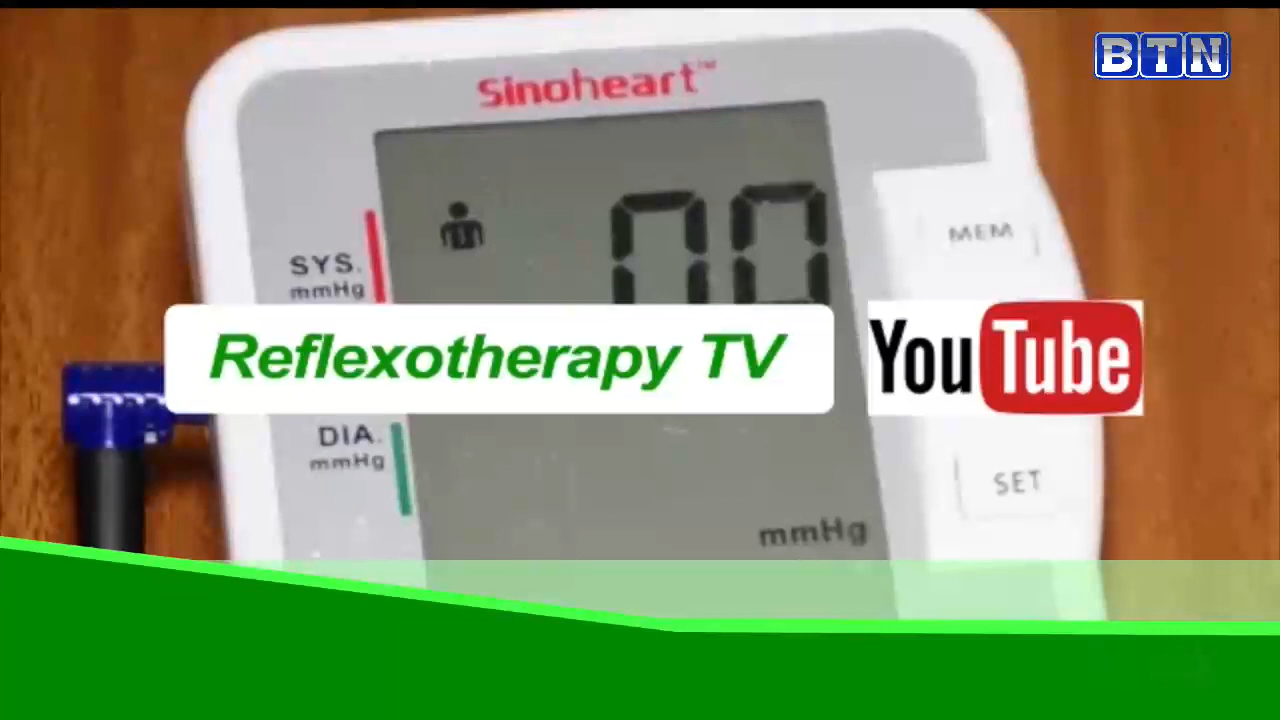 BTN
Sinoheart™
00
MEM
SYS.
mmHg
Reflexotherapy TV
YouTube
DIA.
mmHg
SET
mmHg